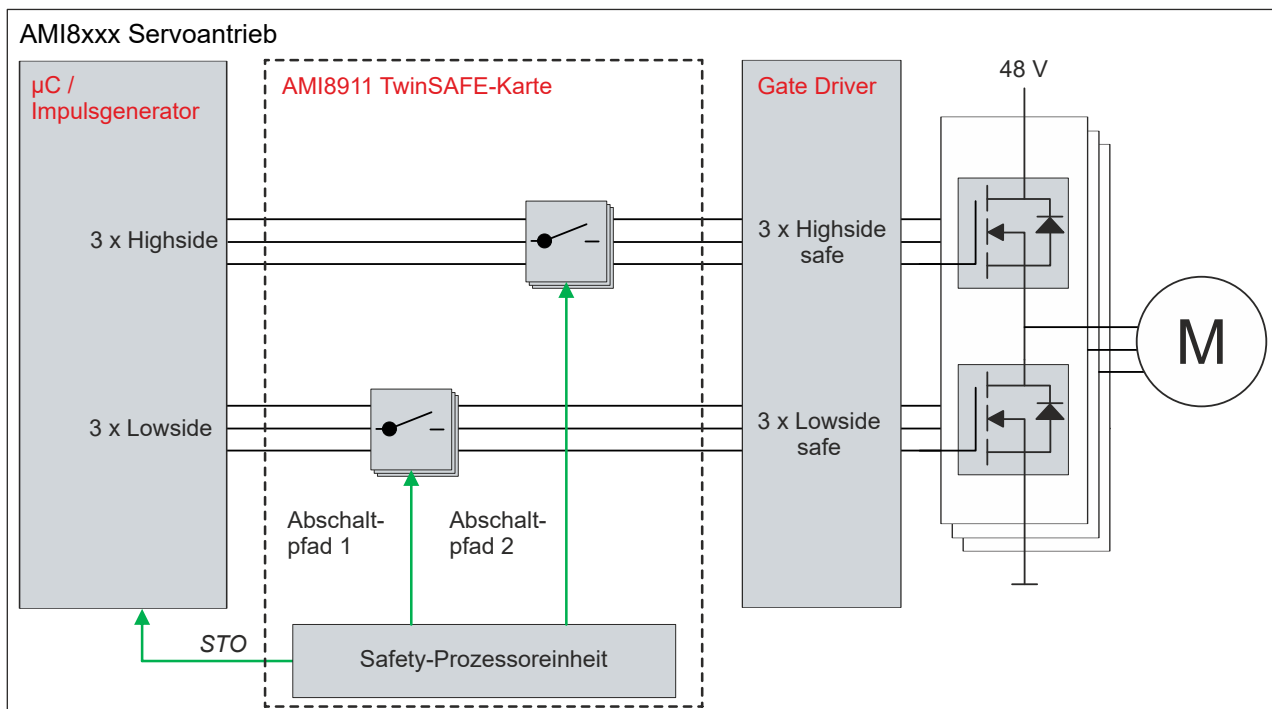 AMI8xxx Servoantrieb
µC /
Impulsgenerator
AMI8911 TwinSAFE-Karte
Gate Driver
48 V
3 x Highside
3 x Highside
safe
M
3 x Lowside
3 x Lowside
safe
Abschalt-
pfad 1
Abschalt-
pfad 2
STO
Safety-Prozessoreinheit